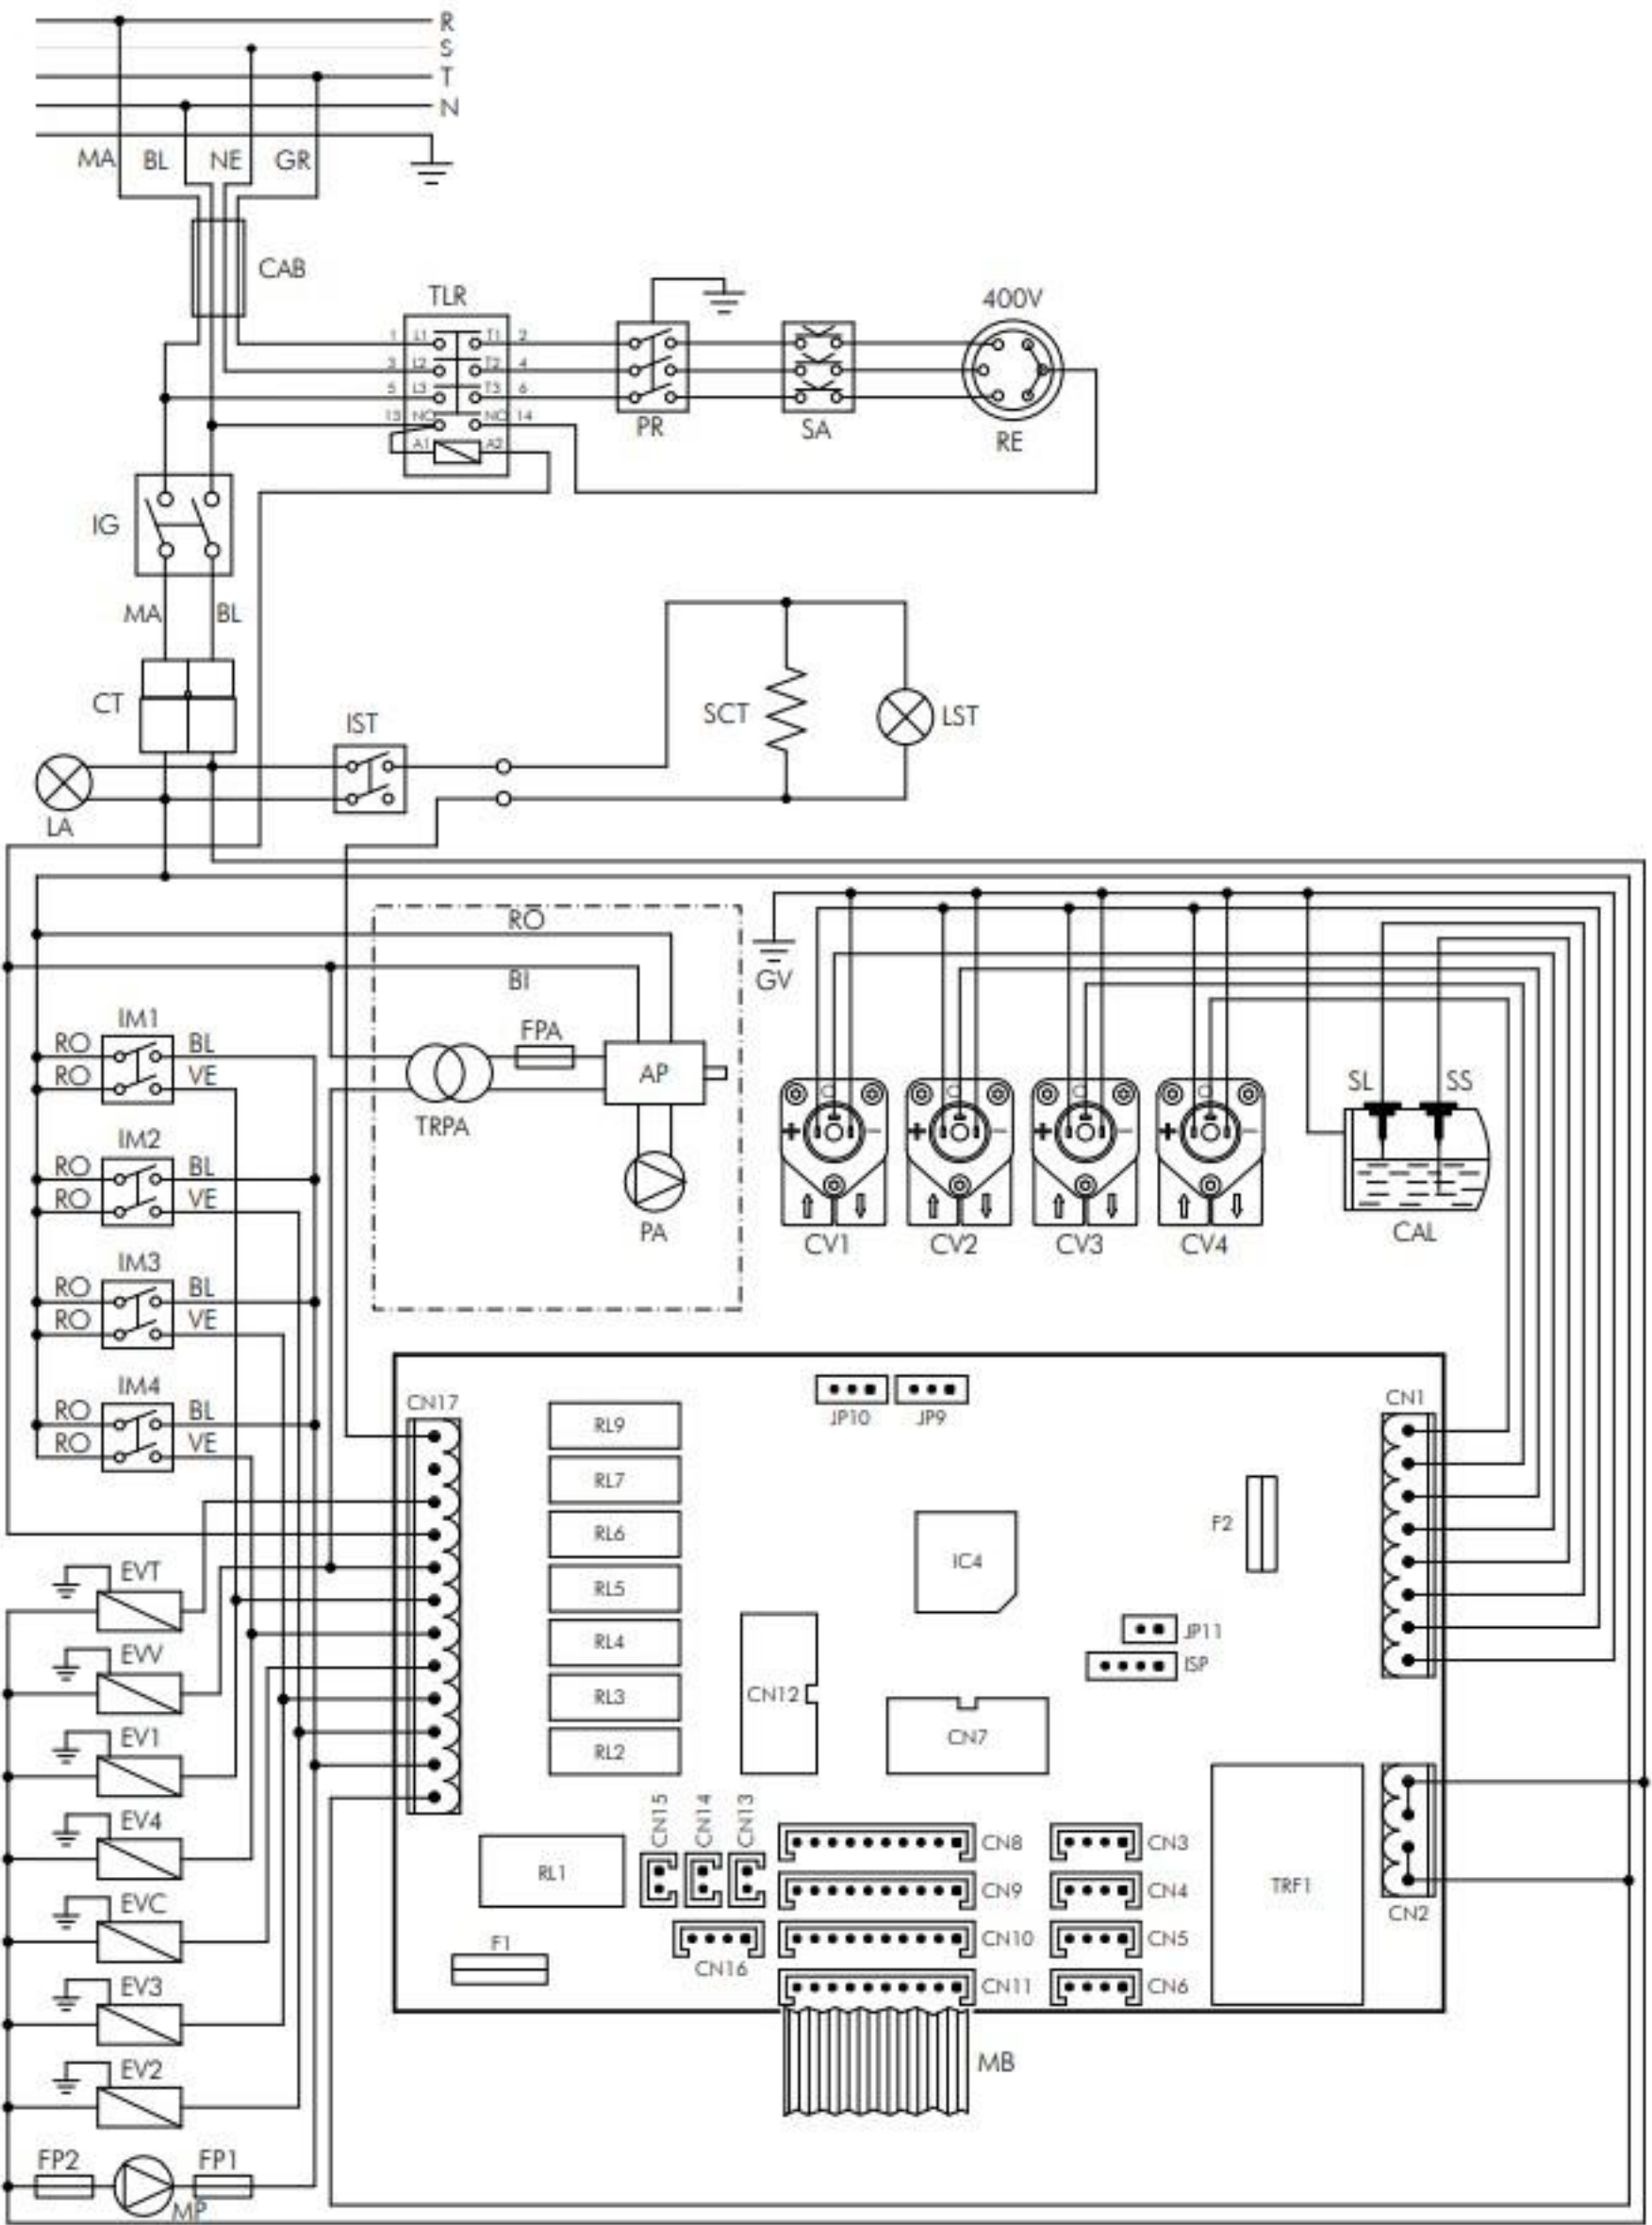 R
S
T
N
MA BL NE GR
CAB
TLR
400V
1 L1 T1 2
3 L2 T2 4
5 L3 T3 6
13 NO NO 14
A1 A2
PR
SA
RE
IG
MA BL
CT
IST
SCT
LST
LA
RO
BI
GV
IM1
RO BL
RO VE
FPA
AP
TRPA
PA
SL SS
IM2
RO BL
RO VE
+ - + - + - + -
CV1 CV2 CV3 CV4
CAL
IM3
RO BL
RO VE
IM4
RO BL
RO VE
CN17
JP10 JP9
CN1
RL9
RL7
RL6
RL5
RL4
RL3
RL2
IC4
F2
JP11
ISP
CN12
CN7
EVT
EVV
EV1
EV4
EVC
EV3
EV2
CN15 CN14 CN13
RL1
CN8
CN9
CN10
CN11
CN3
CN4
CN5
CN6
TRF1
CN2
F1
CN16
MB
FP2 FP1
MP